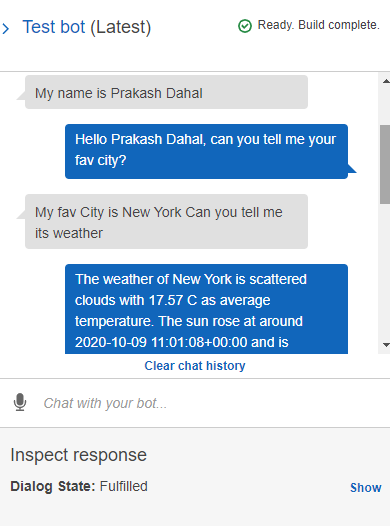 Test bot (Latest)
Ready. Build complete.
My name is Prakash Dahal
Hello Prakash Dahal, can you tell me your
fav city?
My fav City is New York Can you tell me
its weather
The weather of New York is scattered
clouds with 17.57 C as average
temperature. The sun rose at around
2020-10-09 11:01:08+00:00 and is
Clear chat history
Chat with your bot...
Inspect response
Dialog State: Fulfilled
Show